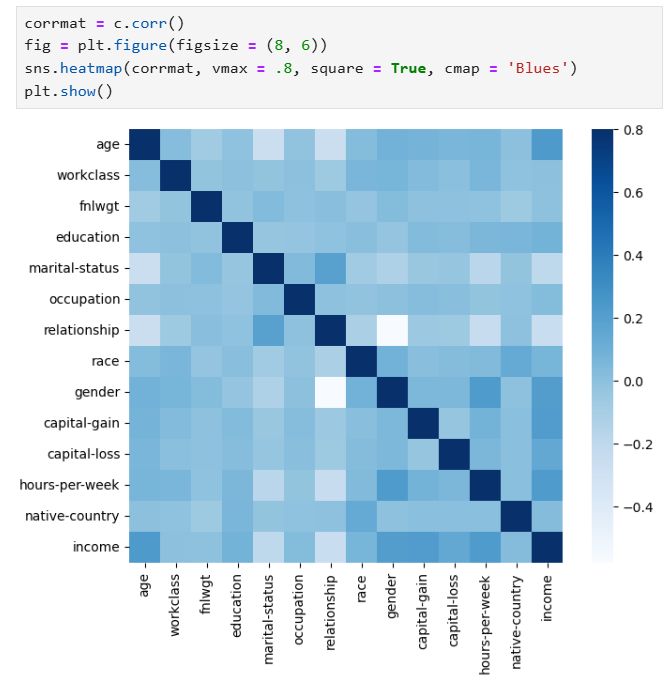 corrmat = c.corr()
fig = plt.figure(figsize = (8, 6))
sns.heatmap(corrmat, vmax = .8, square = True, cmap = 'Blues')
plt.show()
age
workclass
fnlwgt
education
marital-status
occupation
relationship
race
gender
capital-gain
capital-loss
hours-per-week
native-country
income
age
workclass
fnlwgt
education
marital-status
occupation
relationship
race
gender
capital-gain
capital-loss
hours-per-week
native-country
income
0.8
0.6
0.4
0.2
0.0
−0.2
−0.4